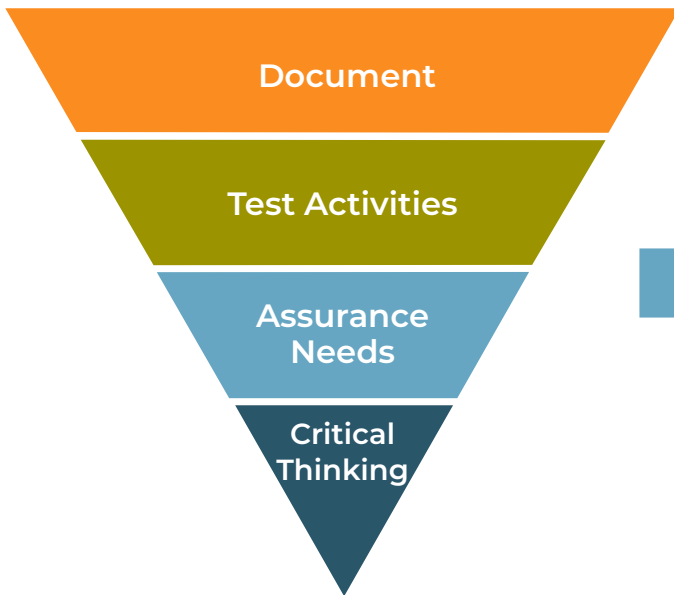 Document
Test Activities
Assurance
Needs
Critical
Thinking